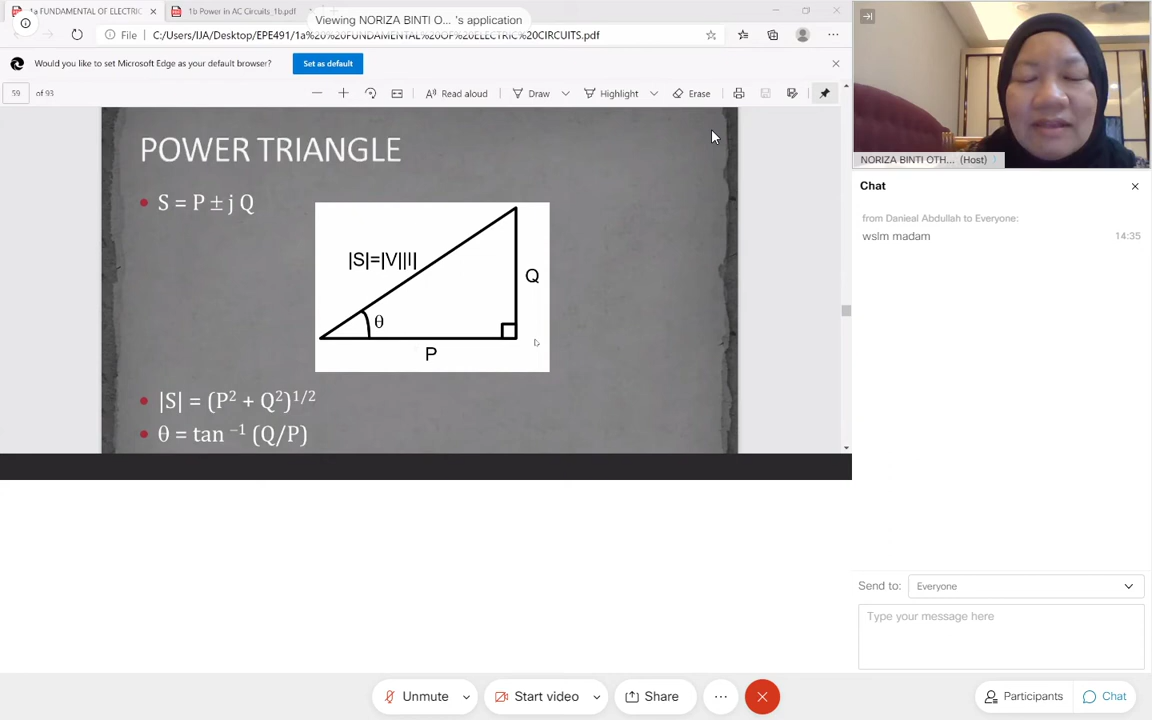 1a FUNDAMENTAL OF ELECTRIC
1b Power in AC Circuits_1b.pdf
Viewing NORIZA BINTI O... 's application
File
C:/Users/IJA/Desktop/EPE491/1a%20%20FUNDAMENTAL%20OF%20ELECTRIC%20CIRCUITS.pdf
Would you like to set Microsoft Edge as your default browser?
Set as default
59 of 93
Read aloud
Draw
Highlight
Erase
POWER TRIANGLE
• S = P ± j Q
|S|=|V||I|
Q
θ
P
• |S| = (P² + Q²)^1/2
• θ = tan ⁻¹ (Q/P)
NORIZA BINTI OTH... (Host)
Chat
from Danieal Abdullah to Everyone:
wslm madam
14:35
Send to:
Everyone
Type your message here
Unmute
Start video
Share
Participants
Chat